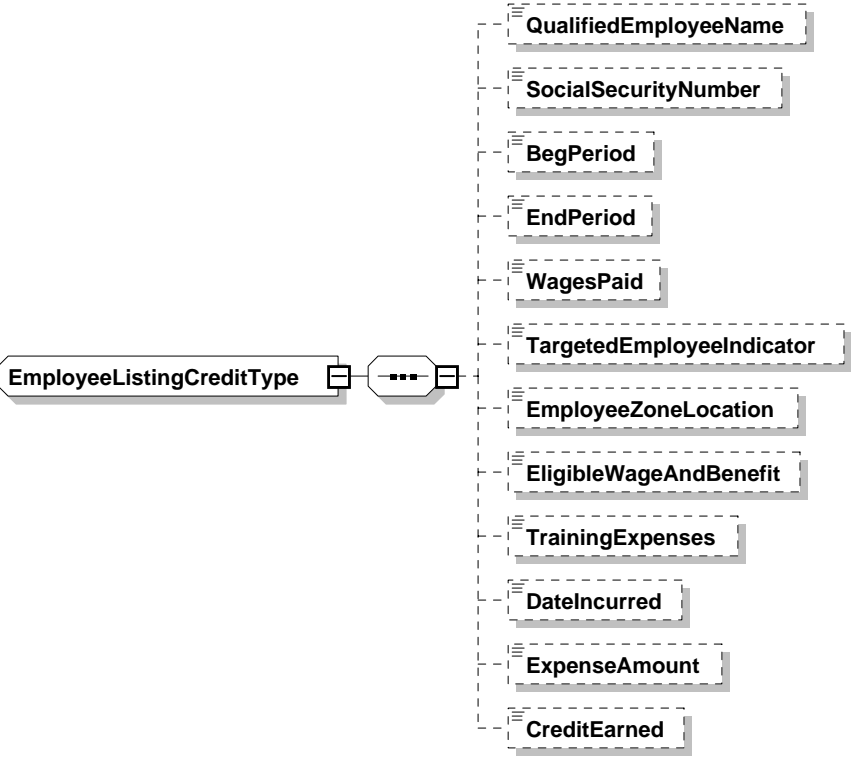 QualifiedEmployeeName
SocialSecurityNumber
BegPeriod
EndPeriod
WagesPaid
TargetedEmployeeIndicator
EmployeeListingCreditType
EmployeeZoneLocation
EligibleWageAndBenefit
TrainingExpenses
DateIncurred
ExpenseAmount
CreditEarned